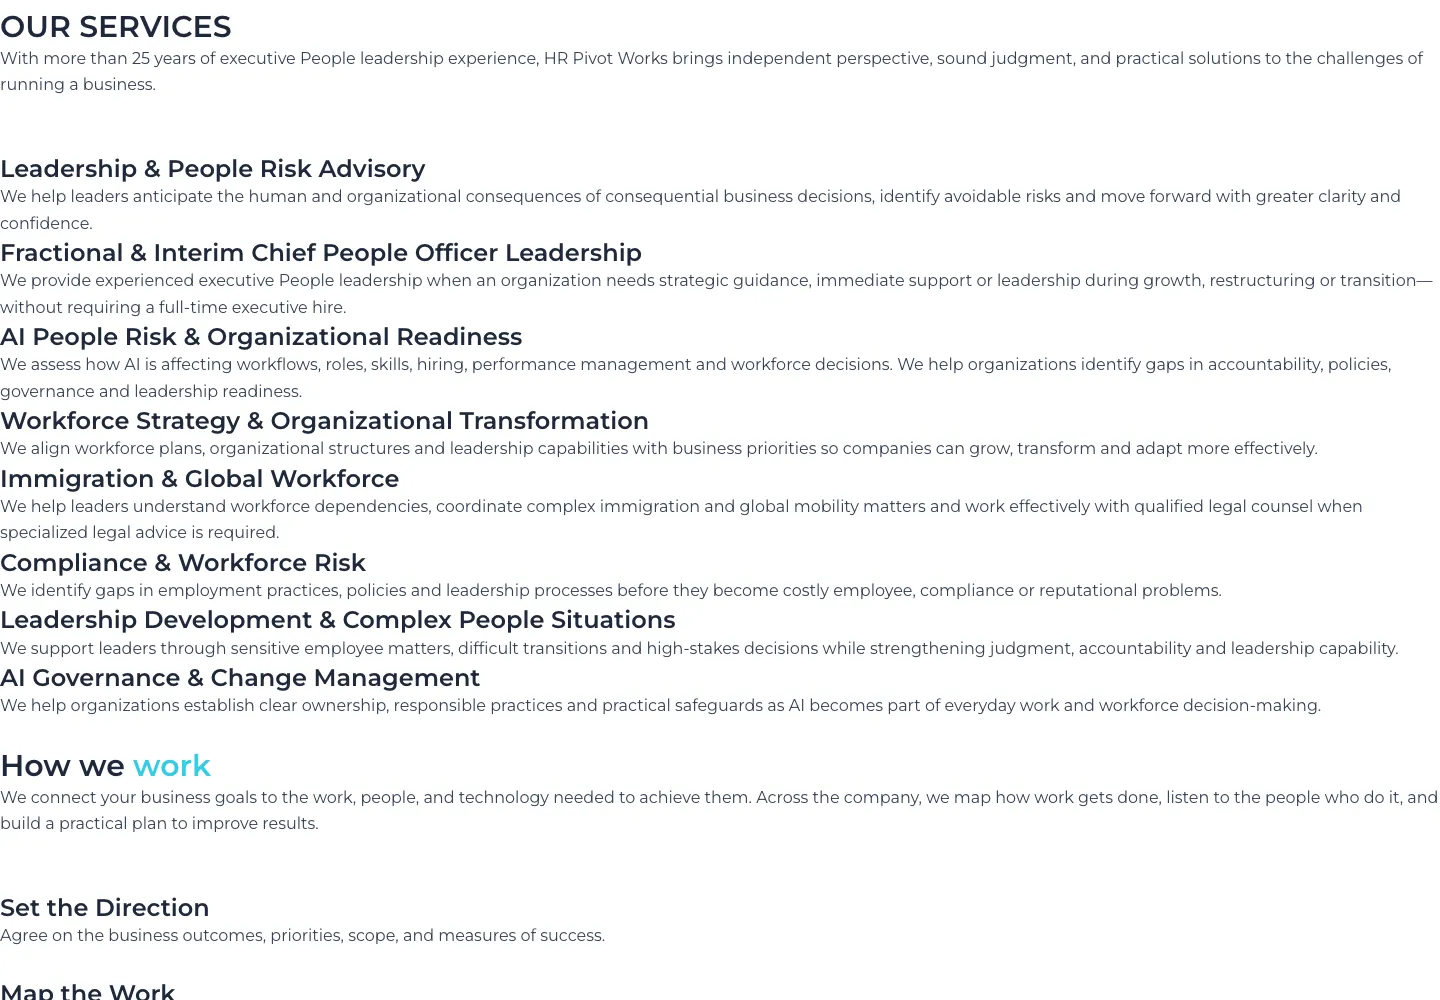 OUR SERVICES
With more than 25 years of executive People leadership experience, HR Pivot Works brings independent perspective, sound judgment, and practical solutions to the challenges of
running a business.
Leadership & People Risk Advisory
We help leaders anticipate the human and organizational consequences of consequential business decisions, identify avoidable risks and move forward with greater clarity and
confidence.
Fractional & Interim Chief People Officer Leadership
We provide experienced executive People leadership when an organization needs strategic guidance, immediate support or leadership during growth, restructuring or transition—
without requiring a full-time executive hire.
AI People Risk & Organizational Readiness
We assess how AI is affecting workflows, roles, skills, hiring, performance management and workforce decisions. We help organizations identify gaps in accountability, policies,
governance and leadership readiness.
Workforce Strategy & Organizational Transformation
We align workforce plans, organizational structures and leadership capabilities with business priorities so companies can grow, transform and adapt more effectively.
Immigration & Global Workforce
We help leaders understand workforce dependencies, coordinate complex immigration and global mobility matters and work effectively with qualified legal counsel when
specialized legal advice is required.
Compliance & Workforce Risk
We identify gaps in employment practices, policies and leadership processes before they become costly employee, compliance or reputational problems.
Leadership Development & Complex People Situations
We support leaders through sensitive employee matters, difficult transitions and high-stakes decisions while strengthening judgment, accountability and leadership capability.
AI Governance & Change Management
We help organizations establish clear ownership, responsible practices and practical safeguards as AI becomes part of everyday work and workforce decision-making.
How we work
We connect your business goals to the work, people, and technology needed to achieve them. Across the company, we map how work gets done, listen to the people who do it, and
build a practical plan to improve results.
Set the Direction
Agree on the business outcomes, priorities, scope, and measures of success.
Map the Work